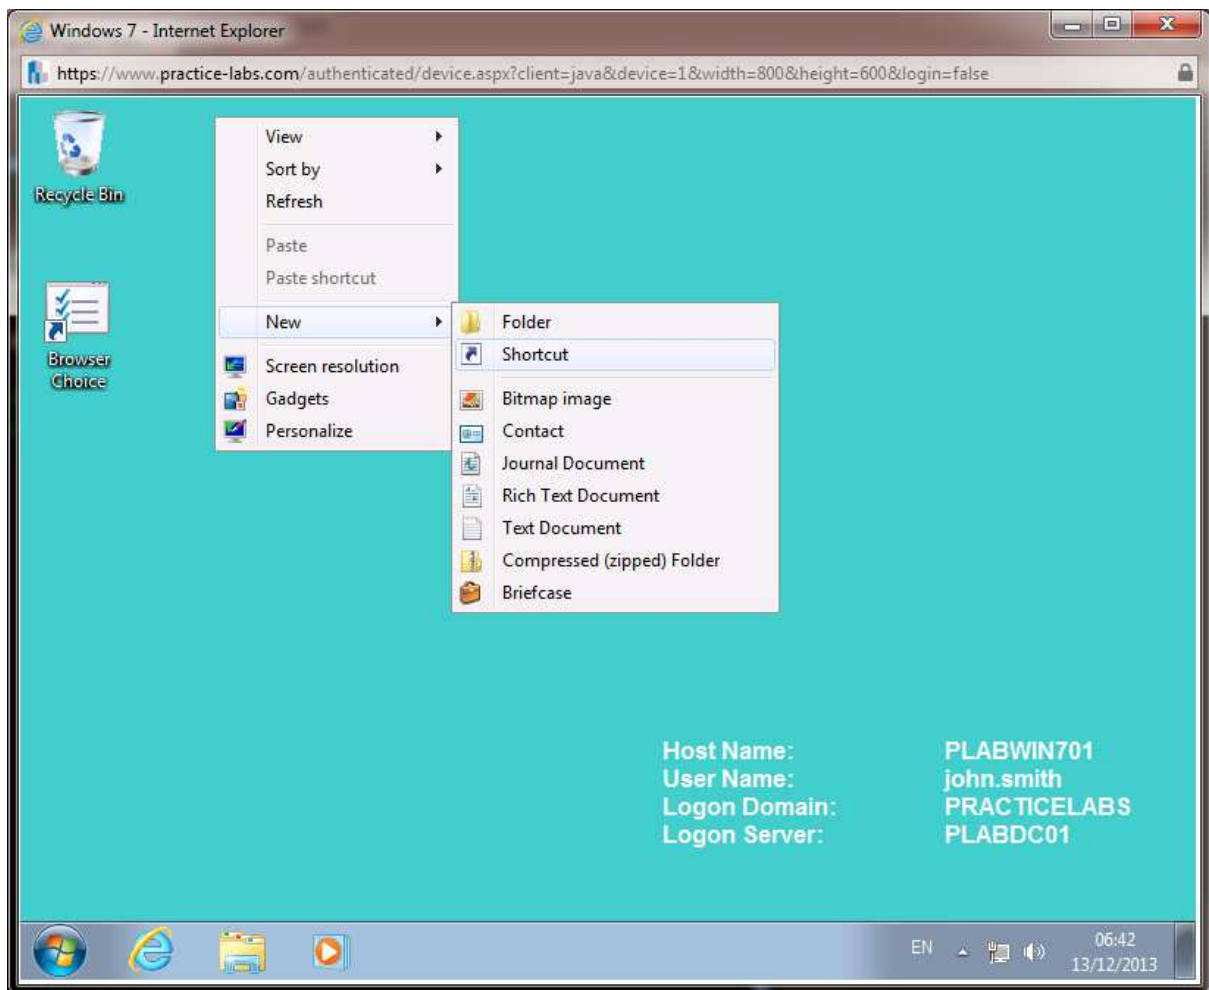 Windows 7 - Internet Explorer
https://www.practice-labs.com/authenticated/device.aspx?client=java&device=1&width=800&height=600&login=false
Recycle Bin
Browser
Choice
View
Sort by
Refresh
Paste
Paste shortcut
New
Screen resolution
Gadgets
Personalize
Folder
Shortcut
Bitmap image
Contact
Journal Document
Rich Text Document
Text Document
Compressed (zipped) Folder
Briefcase
Host Name: PLABWIN701
User Name: john.smith
Logon Domain: PRACTICELABS
Logon Server: PLABDC01
EN
06:42
13/12/2013